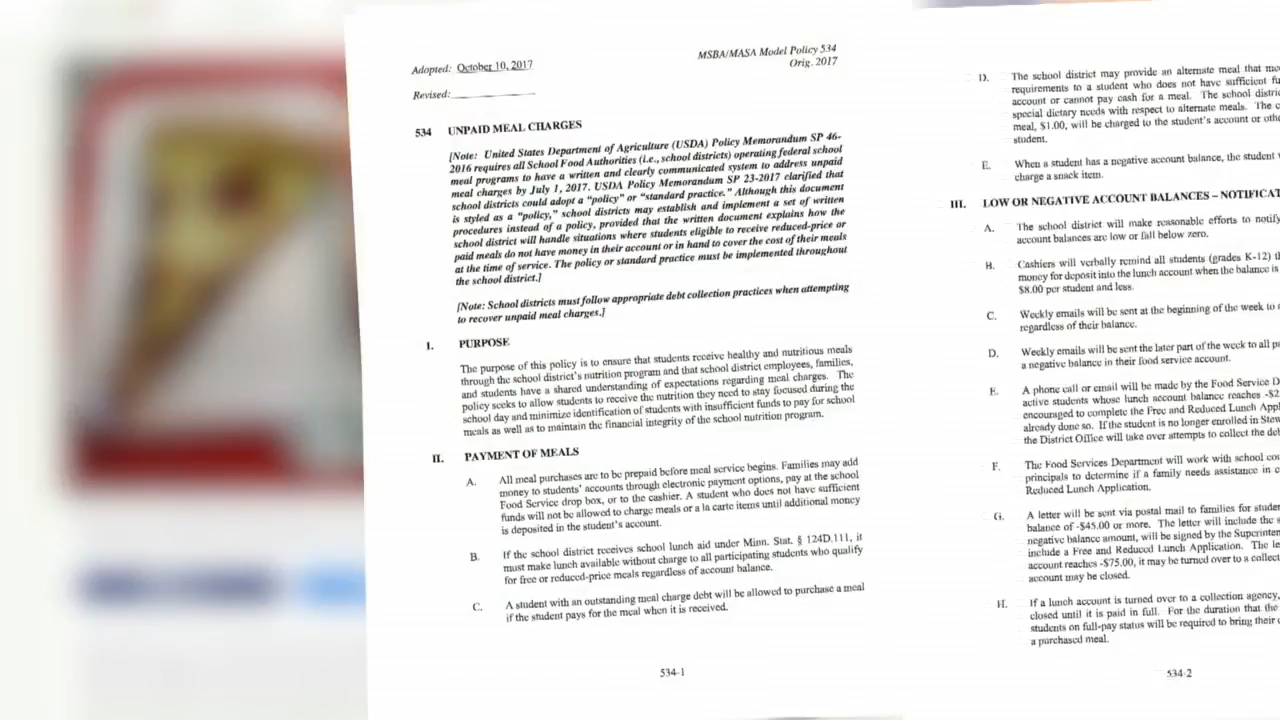 Adopted: October 10, 2017
MSBA/MASA Model Policy 534
Orig. 2017
Revised:
534 UNPAID MEAL CHARGES
[Note: United States Department of Agriculture (USDA) Policy Memorandum SP 46-
2016 requires all School Food Authorities (i.e., school districts) operating federal school
meal programs to have a written and clearly communicated system to address unpaid
meal charges by July 1, 2017. USDA Policy Memorandum SP 23-2017 clarified that
school districts could adopt a “policy” or “standard practice.” Although this document
is styled as a “policy,” school districts may establish and implement a set of written
procedures instead of a policy, provided that the written document explains how the
school district will handle situations where students eligible to receive reduced-price or
paid meals do not have money in their account or in hand to cover the cost of their meals
at the time of service. The policy or standard practice must be implemented throughout
the school district.]
[Note: School districts must follow appropriate debt collection practices when attempting
to recover unpaid meal charges.]
I. PURPOSE
The purpose of this policy is to ensure that students receive healthy and nutritious meals
through the school district’s nutrition program and that school district employees, families,
and students have a shared understanding of expectations regarding meal charges. The
policy seeks to allow students to receive the nutrition they need to stay focused during the
school day and minimize identification of students with insufficient funds to pay for school
meals as well as to maintain the financial integrity of the school nutrition program.
II. PAYMENT OF MEALS
A. All meal purchases are to be prepaid before meal service begins. Families may add
money to students’ accounts through electronic payment options, pay at the school
Food Service drop box, or to the cashier. A student who does not have sufficient
funds will not be allowed to charge meals or a la carte items until additional money
is deposited in the student’s account.
B. If the school district receives school lunch aid under Minn. Stat. § 124D.111, it
must make lunch available without charge to all participating students who qualify
for free or reduced-price meals regardless of account balance.
C. A student with an outstanding meal charge debt will be allowed to purchase a meal
if the student pays for the meal when it is received.
534-1
D. The school district may provide an alternate meal that
requirements to a student who does not have sufficient
account or cannot pay cash for a meal. The school
special dietary needs with respect to alternate meals. The
meal, $1.00, will be charged to the student’s account or
student.
E. When a student has a negative account balance, the student
charge a snack item.
III. LOW OR NEGATIVE ACCOUNT BALANCES – NOTIFICAT
A. The school district will make reasonable efforts to notify
account balances are low or fall below zero.
B. Cashiers will verbally remind all students (grades K-12)
money for deposit into the lunch account when the balance is
$8.00 per student and less.
C. Weekly emails will be sent at the beginning of the week to
regardless of their balance.
D. Weekly emails will be sent the later part of the week to all
a negative balance in their food service account.
E. A phone call or email will be made by the Food Service D
active students whose lunch account balance reaches -$2
encouraged to complete the Free and Reduced Lunch Appl
already done so. If the student is no longer enrolled in Stew
the District Office will take over attempts to collect the
F. The Food Services Department will work with school
principals to determine if a family needs assistance in
Reduced Lunch Application.
G. A letter will be sent via postal mail to families for
balance of -$45.00 or more. The letter will include the
negative balance amount, will be signed by the Superinten
include a Free and Reduced Lunch Application. The
account reaches -$75.00, it may be turned over to a collect
account may be closed.
H. If a lunch account is turned over to a collection agency,
closed until it is paid in full. For the duration that the
students on full-pay status will be required to bring their
a purchased meal.
534-2